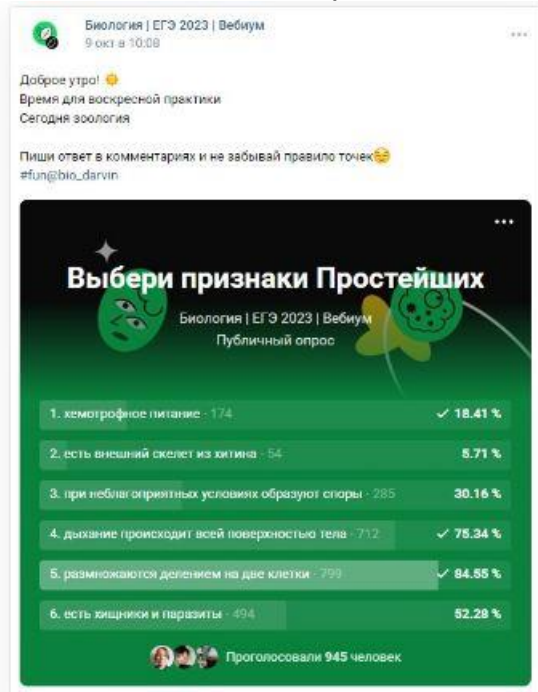 Биология | ЕГЭ 2023 | Вебиум
9 окт в 10:08
Доброе утро! ☀️
Время для воскресной практики
Сегодня зоология
Пиши ответ в комментариях и не забывай правило точек😏
#fun@bio_darvin
Выбери признаки Простейших
Биология | ЕГЭ 2023 | Вебиум
Публичный опрос
1. хемотрофное питание · 174 ✓ 18.41 %
2. есть внешний скелет из хитина · 54 5.71 %
3. при неблагоприятных условиях образуют споры · 285 30.16 %
4. дыхание происходит всей поверхностью тела · 712 ✓ 75.34 %
5. размножаются делением на две клетки · 799 ✓ 84.55 %
6. есть хищники и паразиты · 494 52.28 %
Проголосовали 945 человек